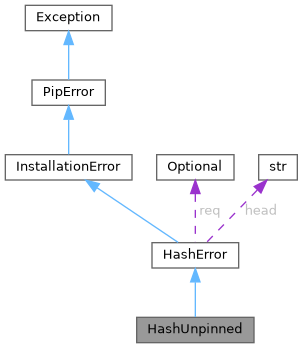 Exception
PipError
InstallationError
Optional
str
req
head
HashError
HashUnpinned